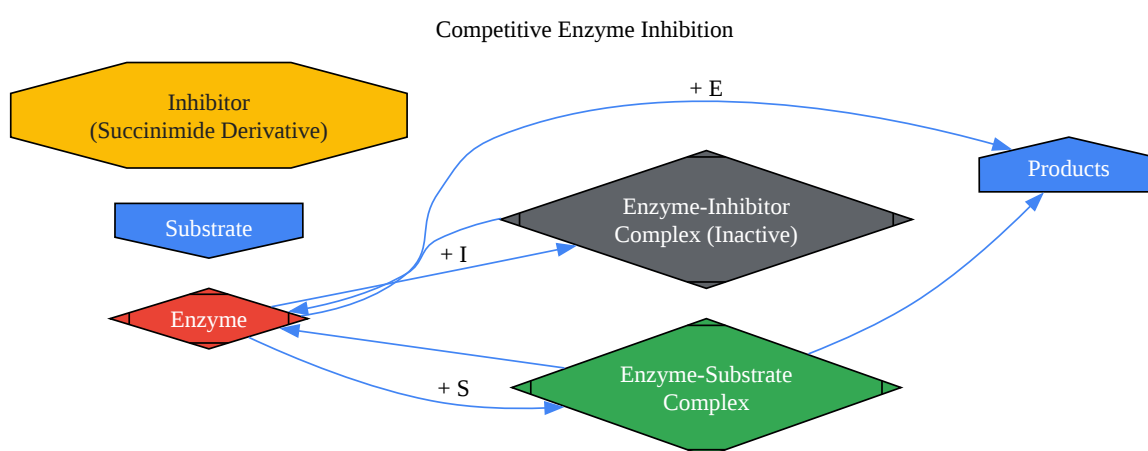 Competitive Enzyme Inhibition
Inhibitor
(Succinimide Derivative)
+ E
Products
Enzyme-Inhibitor
Complex (Inactive)
Substrate
+ I
Enzyme
Enzyme-Substrate
Complex
+ S